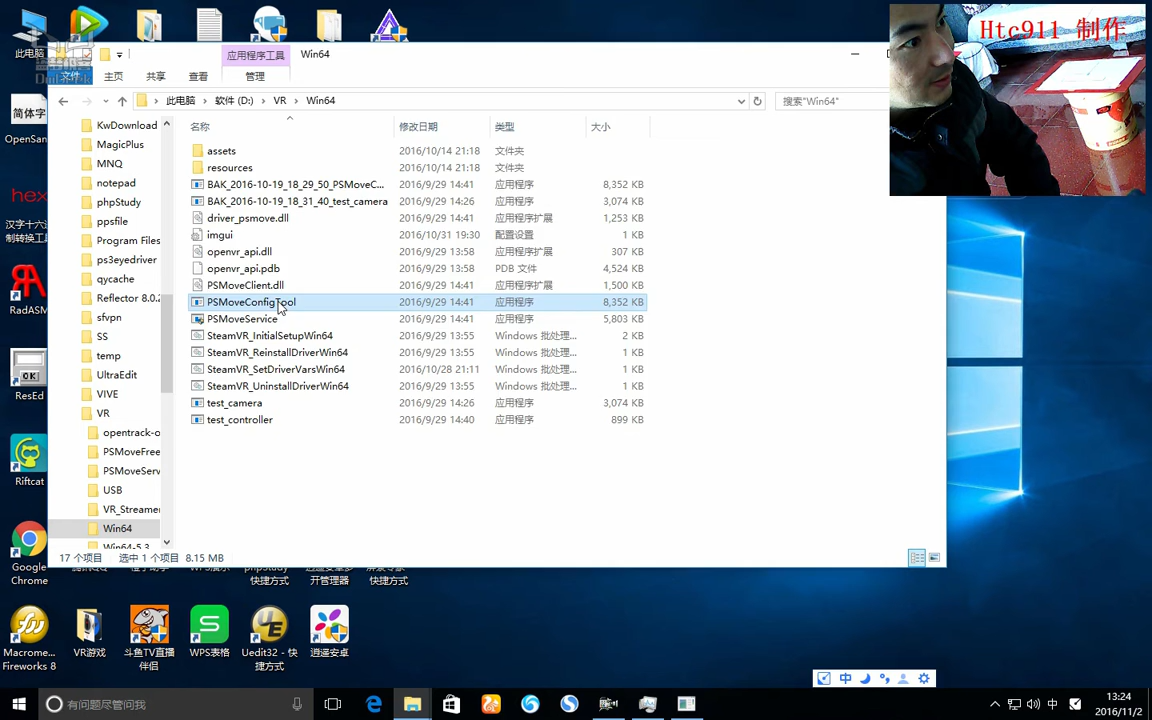 此电脑
应用程序工具
Win64
文件
主页
共享
查看
管理
此电脑 › 软件 (D:) › VR › Win64
搜索"Win64"
Htc911 制作
名称
修改日期
类型
大小
assets 2016/10/14 21:18 文件夹
resources 2016/10/14 21:18 文件夹
BAK_2016-10-19_18_29_50_PSMoveC... 2016/9/29 14:41 应用程序 8,352 KB
BAK_2016-10-19_18_31_40_test_camera 2016/9/29 14:26 应用程序 3,074 KB
driver_psmove.dll 2016/9/29 14:41 应用程序扩展 1,253 KB
imgui 2016/10/31 19:30 配置设置 1 KB
openvr_api.dll 2016/9/29 13:58 应用程序扩展 307 KB
openvr_api.pdb 2016/9/29 13:58 PDB 文件 4,524 KB
PSMoveClient.dll 2016/9/29 14:41 应用程序扩展 1,500 KB
PSMoveConfigTool 2016/9/29 14:41 应用程序 8,352 KB
PSMoveService 2016/9/29 14:41 应用程序 5,803 KB
SteamVR_InitialSetupWin64 2016/9/29 13:55 Windows 批处理... 2 KB
SteamVR_ReinstallDriverWin64 2016/9/29 13:55 Windows 批处理... 1 KB
SteamVR_SetDriverVarsWin64 2016/10/28 21:11 Windows 批处理... 1 KB
SteamVR_UninstallDriverWin64 2016/9/29 13:55 Windows 批处理... 1 KB
test_camera 2016/9/29 14:26 应用程序 3,074 KB
test_controller 2016/9/29 14:40 应用程序 899 KB
KwDownload
MagicPlus
MNQ
notepad
phpStudy
ppsfile
Program Files
ps3eyedriver
qycache
Reflector 8.0.2
sfvpn
SS
temp
UltraEdit
VIVE
VR
opentrack-o
PSMoveFree
PSMoveServ
USB
VR_Streame
Win64
Win64-5.3
17 个项目 选中 1 个项目 8.15 MB
简体字
OpenSan
hex
汉字十六进
制转换工具
RadASM
OK
ResEd
Riftcat
Google
Chrome
快捷方式
开管理器
快捷方式
Macrome...
Fireworks 8
VR游戏
斗鱼TV直播
伴侣
WPS表格
Uedit32 - 快
捷方式
逍遥安卓
中
有问题尽管问我
中
13:24
2016/11/2